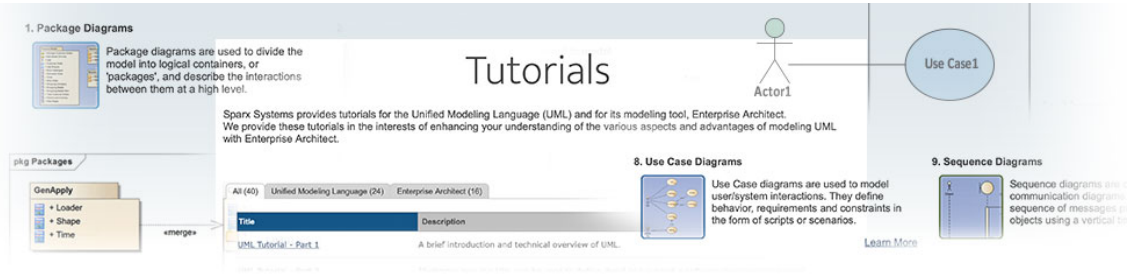 1. Package Diagrams
Package diagrams are used to divide the
model into logical containers, or
'packages', and describe the interactions
between them at a high level.
Tutorials
Actor1
Use Case1
Sparx Systems provides tutorials for the Unified Modeling Language (UML) and for its modeling tool, Enterprise Architect.
We provide these tutorials in the interests of enhancing your understanding of the various aspects and advantages of modeling UML
with Enterprise Architect.
pkg Packages
GenApply
+ Loader
+ Shape
+ Time
«merge»
All (40)
Unified Modeling Language (24)
Enterprise Architect (16)
Title
Description
UML Tutorial - Part 1
A brief introduction and technical overview of UML.
8. Use Case Diagrams
Use Case diagrams are used to model
user/system interactions. They define
behavior, requirements and constraints in
the form of scripts or scenarios.
Learn More
9. Sequence Diagrams
Sequence diagrams are
communication diagrams
sequence of messages
objects using a vertical